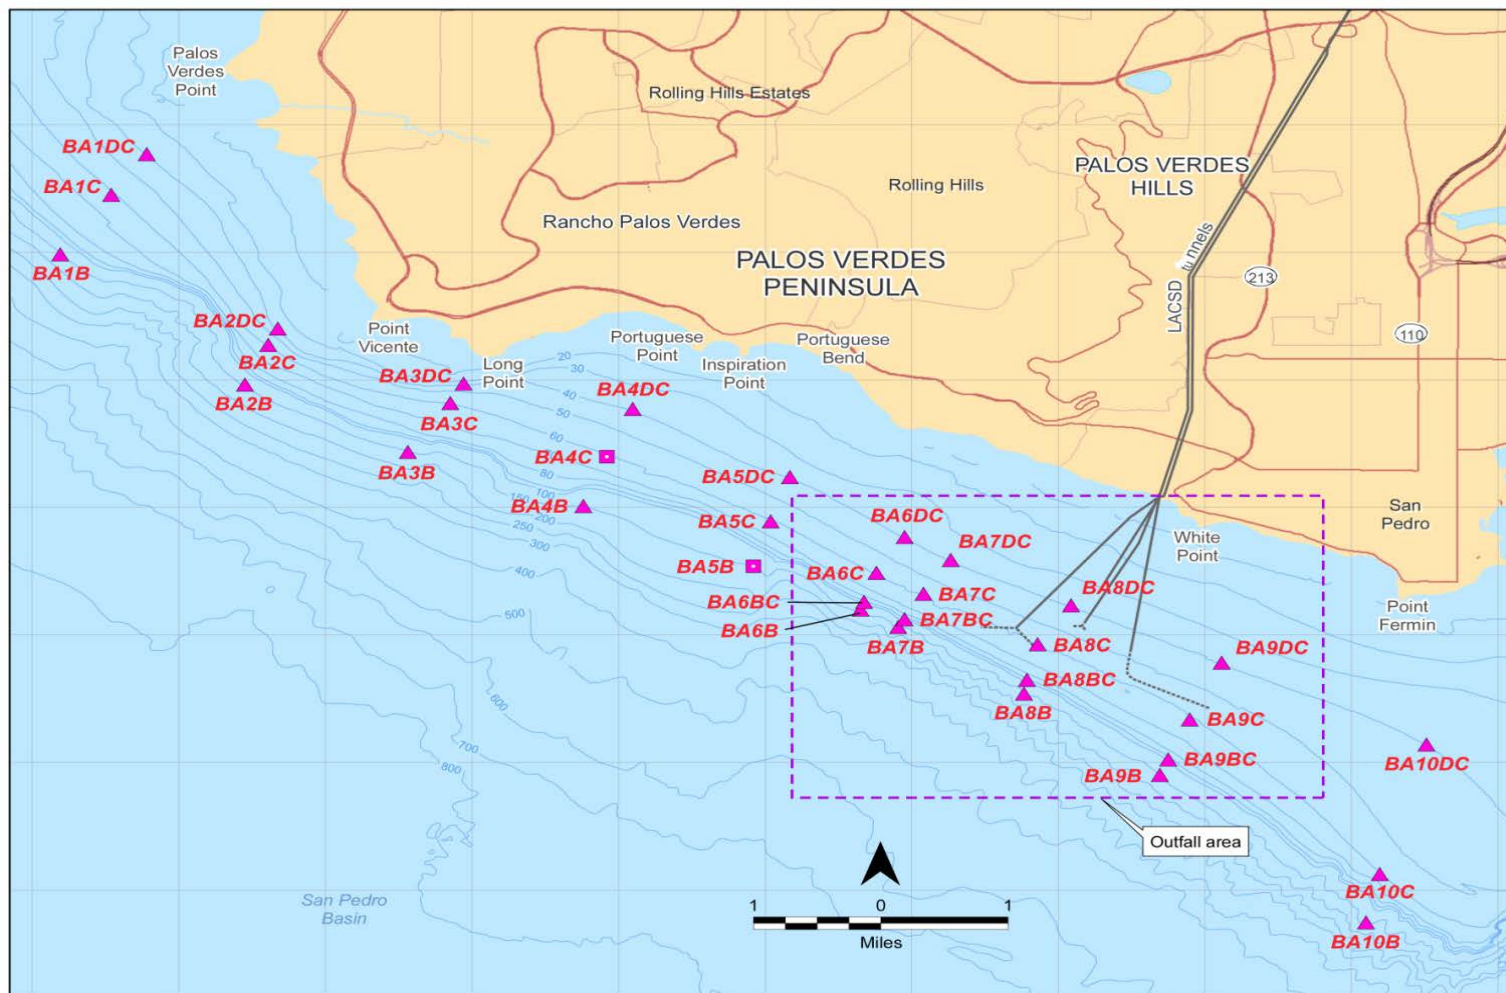 Palos
Verdes
Point
Rolling Hills Estates
BA1DC
PALOS VERDES
HILLS
BA1C
Rolling Hills
Rancho Palos Verdes
LACSD tunnels
BA1B
PALOS VERDES
PENINSULA
213
BA2DC
Point
Vicente
Portuguese
Point
Portuguese
Bend
110
BA2C
Long
Point
20
30
Inspiration
Point
BA2B
BA3DC
40
BA4DC
50
BA3C
60
BA4C
BA3B
80
BA5DC
100
150
BA4B
200
BA5C
BA6DC
San
Pedro
250
White
Point
300
BA7DC
BA5B
BA6C
400
BA8DC
BA7C
BA6BC
500
Point
Fermin
BA7BC
BA6B
BA7B
BA8C
BA9DC
BA8BC
600
BA8B
BA9C
700
BA9BC
BA10DC
800
BA9B
Outfall area
San Pedro
Basin
BA10C
1 0 1
Miles
BA10B